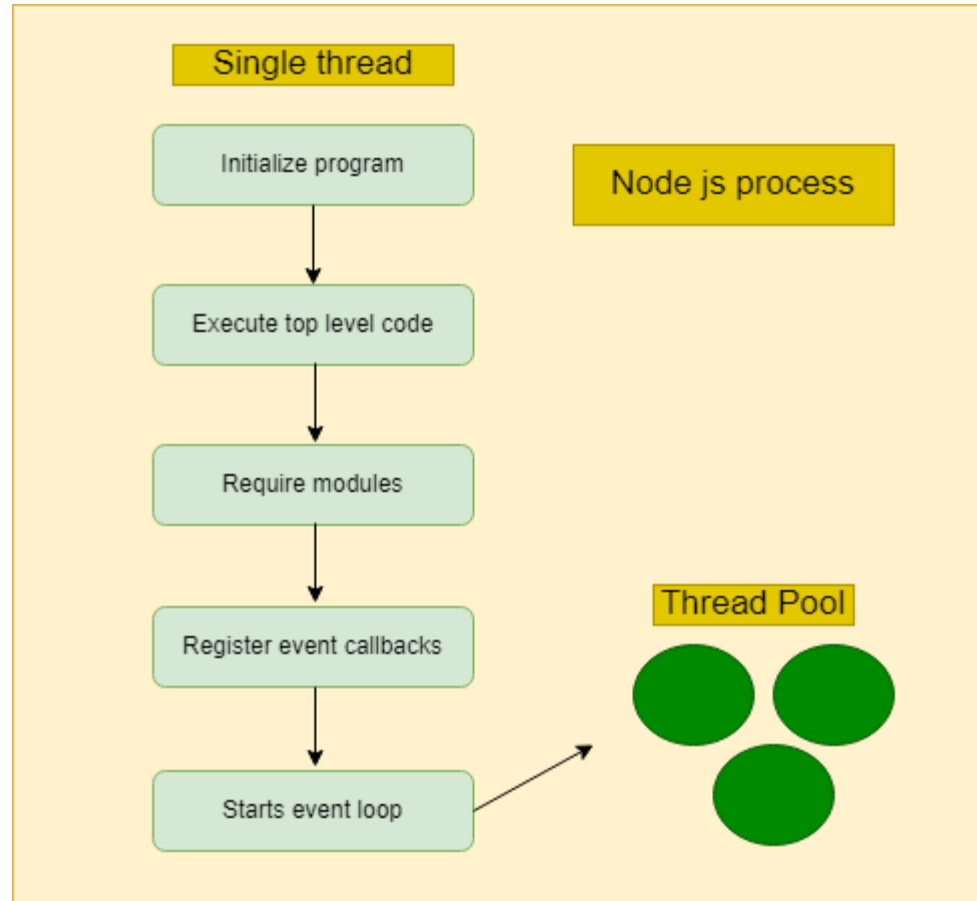 Single thread
Initialize program
Node js process
Execute top level code
Require modules
Thread Pool
Register event callbacks
Starts event loop